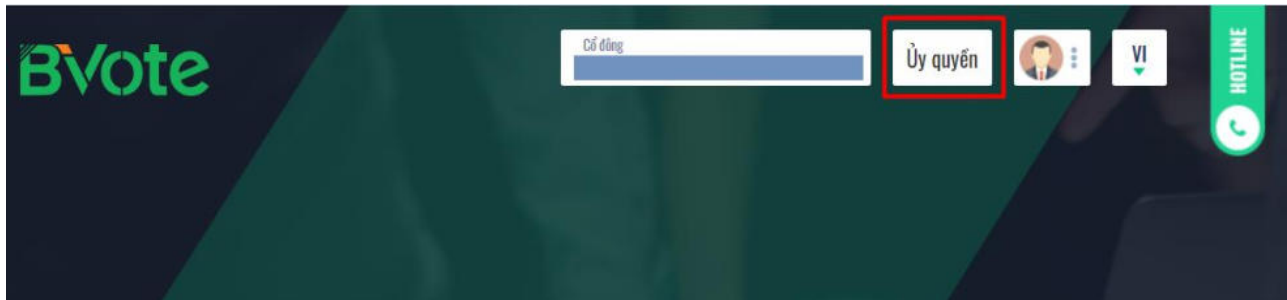 BVote
Cổ đông
Ủy quyền
VI
HOTLINE